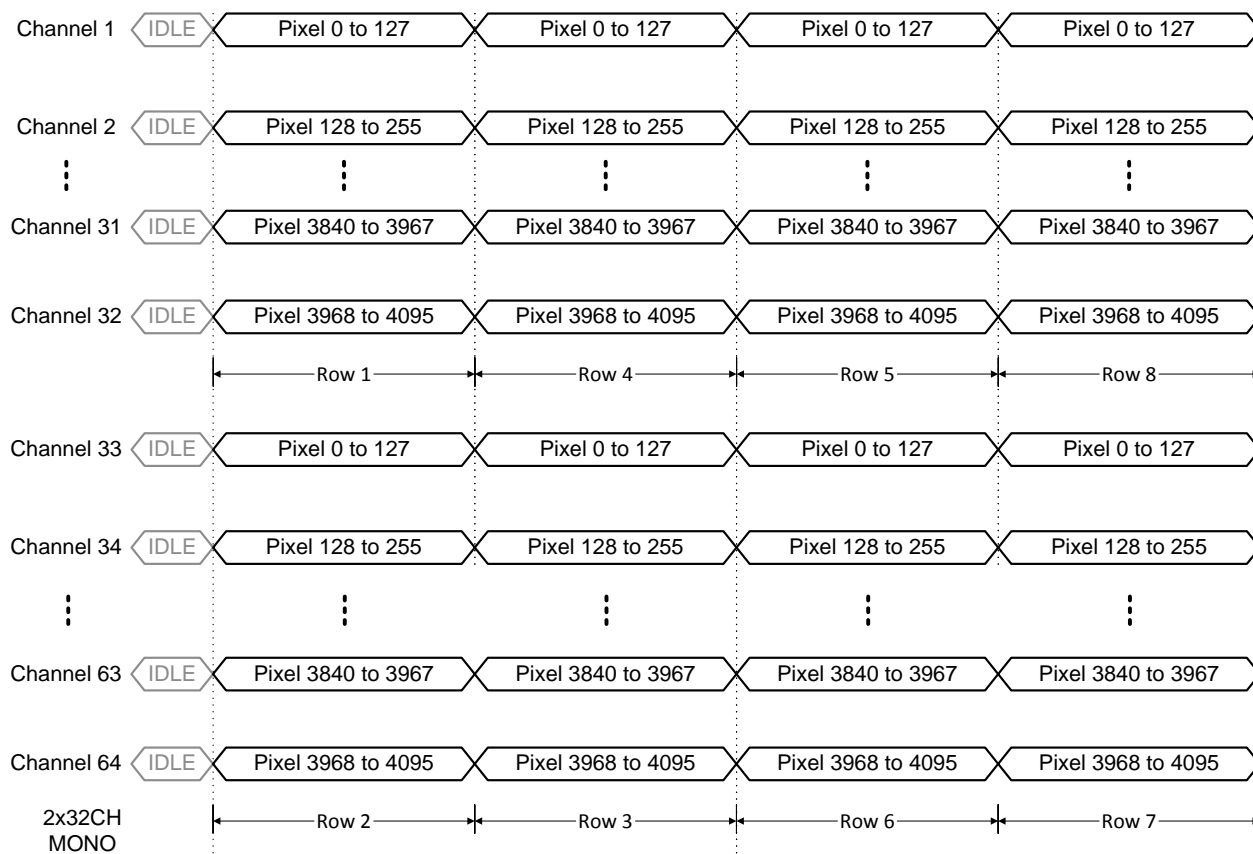 Channel 1 IDLE Pixel 0 to 127 Pixel 0 to 127 Pixel 0 to 127 Pixel 0 to 127
Channel 2 IDLE Pixel 128 to 255 Pixel 128 to 255 Pixel 128 to 255 Pixel 128 to 255
Channel 31 IDLE Pixel 3840 to 3967 Pixel 3840 to 3967 Pixel 3840 to 3967 Pixel 3840 to 3967
Channel 32 IDLE Pixel 3968 to 4095 Pixel 3968 to 4095 Pixel 3968 to 4095 Pixel 3968 to 4095
Row 1 Row 4 Row 5 Row 8
Channel 33 IDLE Pixel 0 to 127 Pixel 0 to 127 Pixel 0 to 127 Pixel 0 to 127
Channel 34 IDLE Pixel 128 to 255 Pixel 128 to 255 Pixel 128 to 255 Pixel 128 to 255
Channel 63 IDLE Pixel 3840 to 3967 Pixel 3840 to 3967 Pixel 3840 to 3967 Pixel 3840 to 3967
Channel 64 IDLE Pixel 3968 to 4095 Pixel 3968 to 4095 Pixel 3968 to 4095 Pixel 3968 to 4095
2x32CH
MONO
Row 2 Row 3 Row 6 Row 7